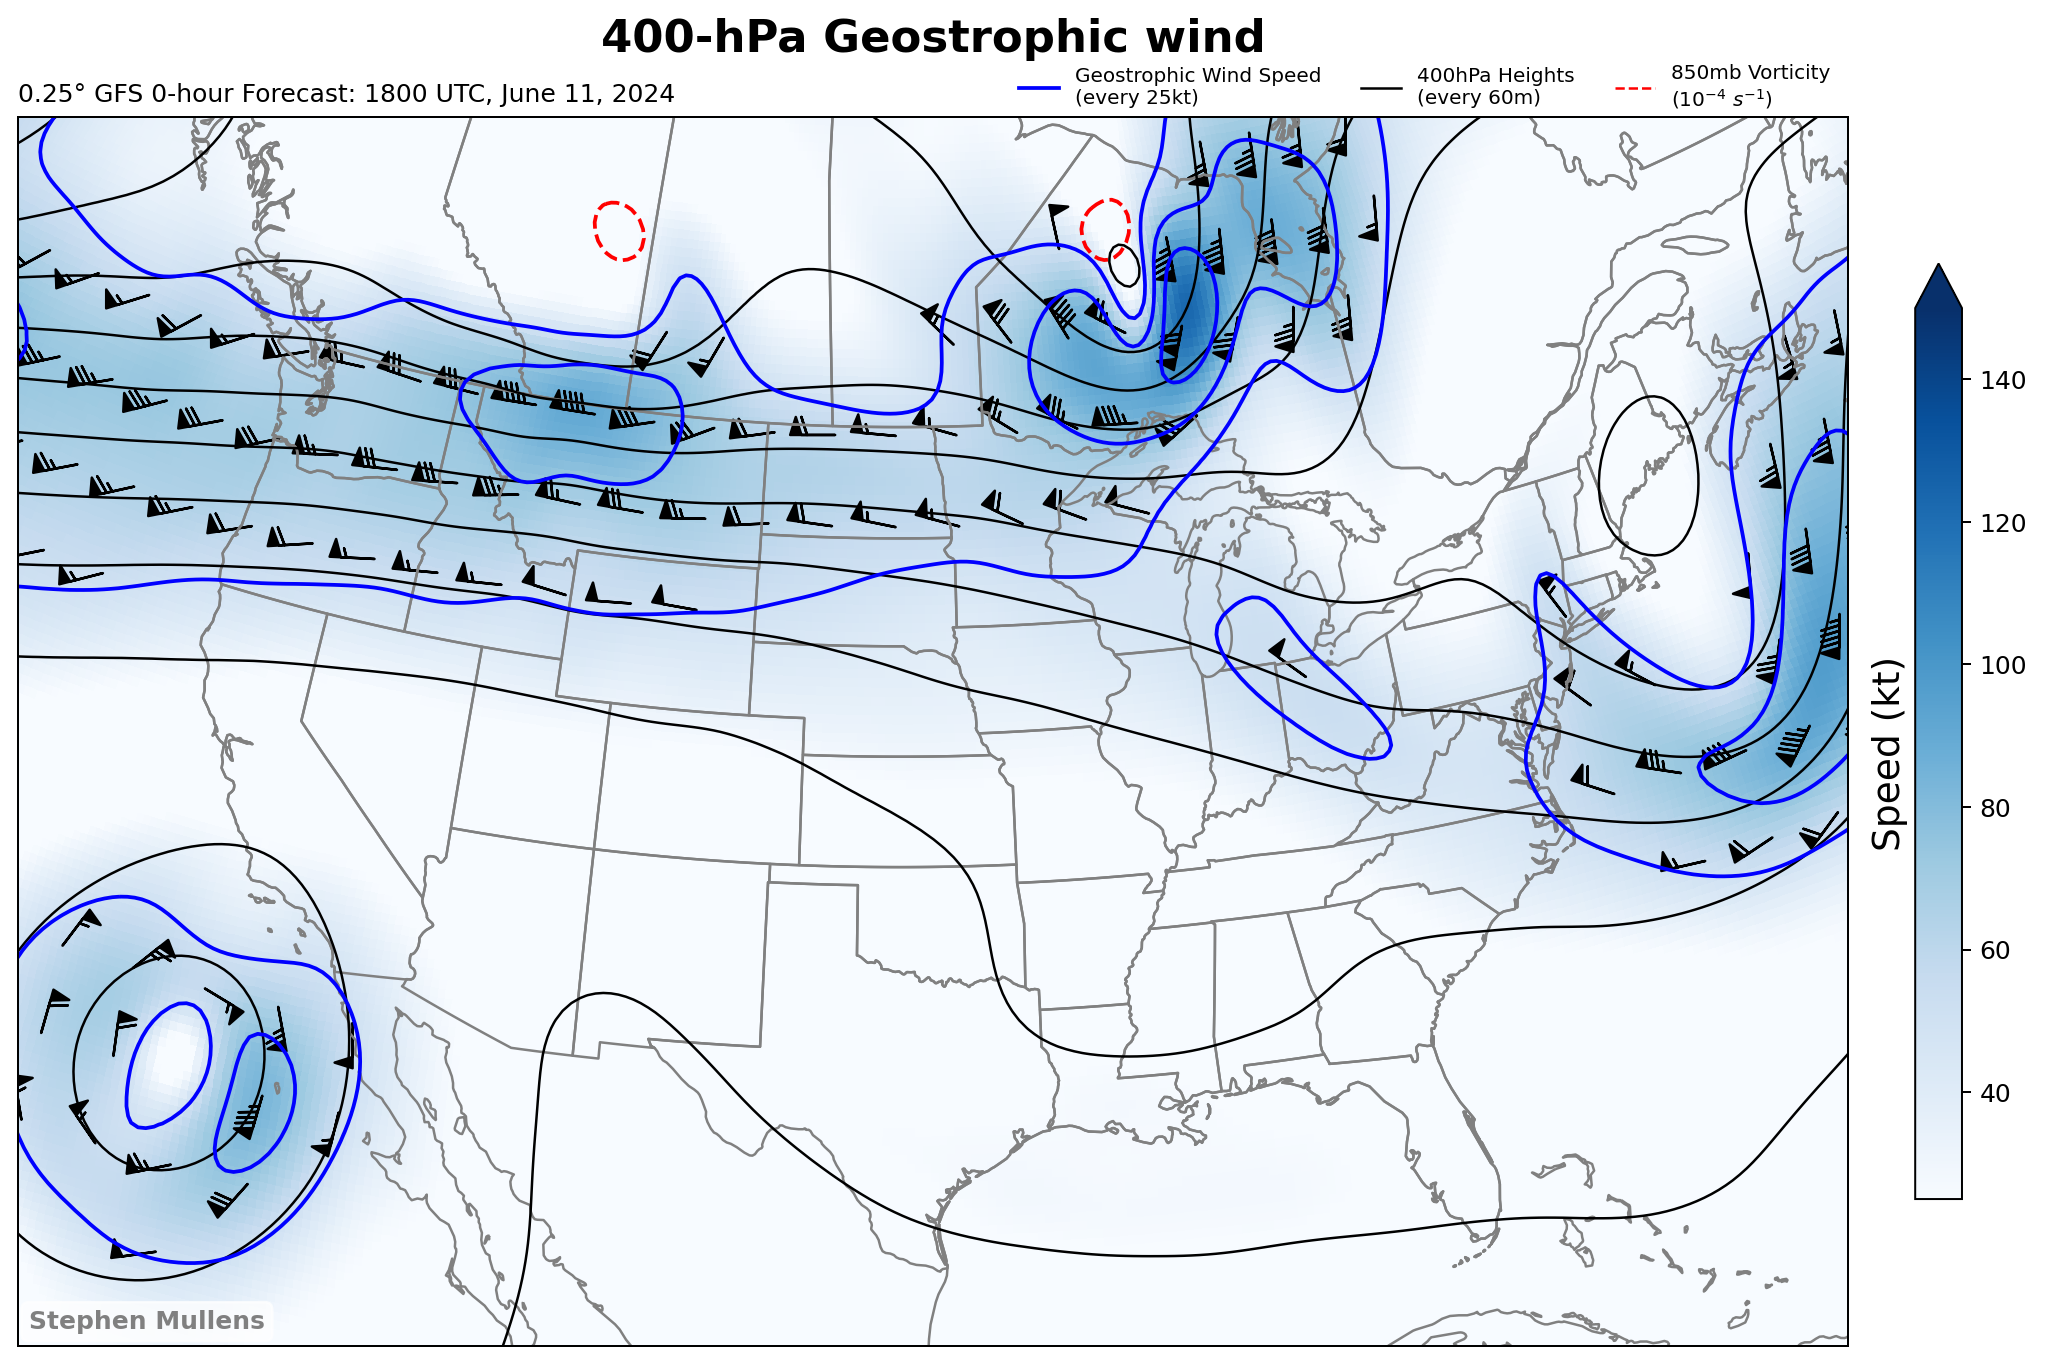 400-hPa Geostrophic wind
0.25° GFS 0-hour Forecast: 1800 UTC, June 11, 2024
Geostrophic Wind Speed
(every 25kt)
400hPa Heights
(every 60m)
850mb Vorticity
(10⁻⁴ s⁻¹)
140
120
100
80
60
40
Speed (kt)
Stephen Mullens